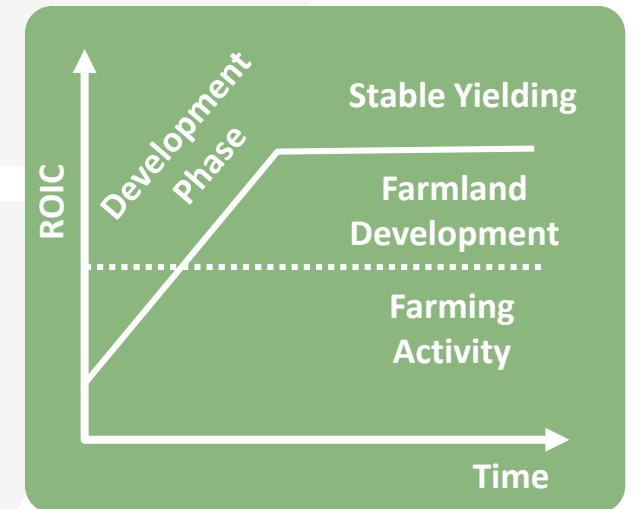 Development
Phase
Stable Yielding
ROIC
Farmland
Development
Farming
Activity
Time